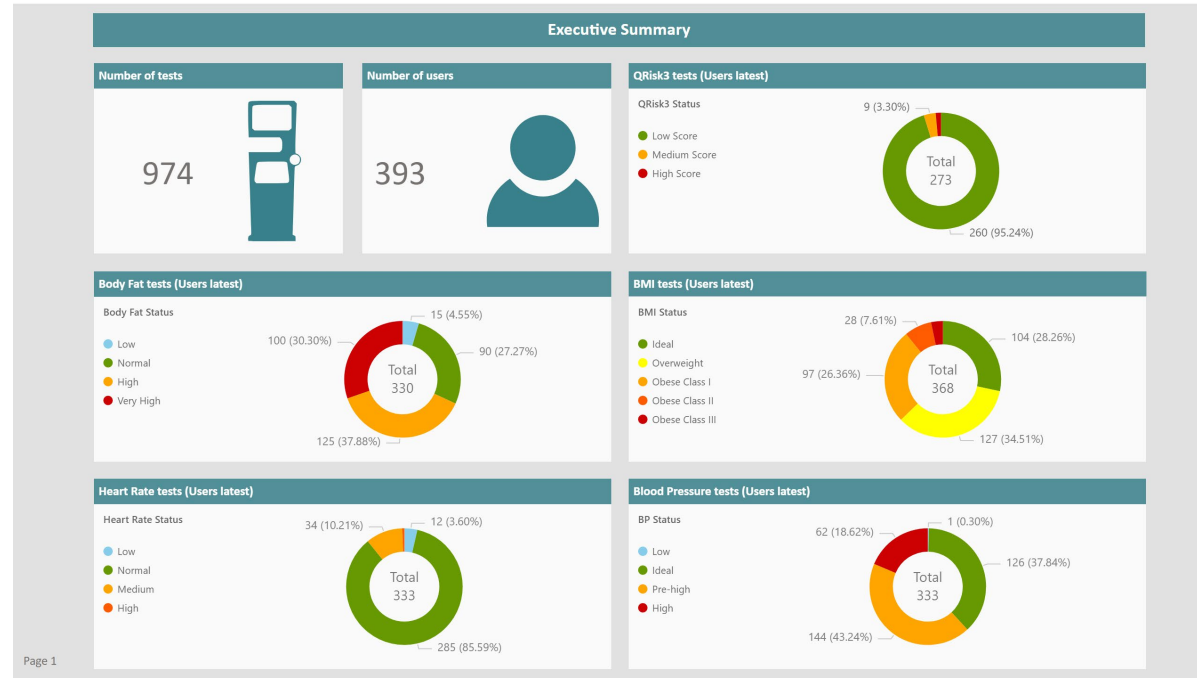 Executive Summary
Number of tests
974
Number of users
393
QRisk3 tests (Users latest)
QRisk3 Status
Low Score
Medium Score
High Score
9 (3.30%)
Total
273
260 (95.24%)
Body Fat tests (Users latest)
Body Fat Status
Low
Normal
High
Very High
15 (4.55%)
100 (30.30%)
90 (27.27%)
Total
330
125 (37.88%)
BMI tests (Users latest)
BMI Status
Ideal
Overweight
Obese Class I
Obese Class II
Obese Class III
28 (7.61%)
104 (28.26%)
97 (26.36%)
Total
368
127 (34.51%)
Heart Rate tests (Users latest)
Heart Rate Status
Low
Normal
Medium
High
34 (10.21%)
12 (3.60%)
Total
333
285 (85.59%)
Blood Pressure tests (Users latest)
BP Status
Low
Ideal
Pre-high
High
1 (0.30%)
62 (18.62%)
126 (37.84%)
Total
333
144 (43.24%)
Page 1